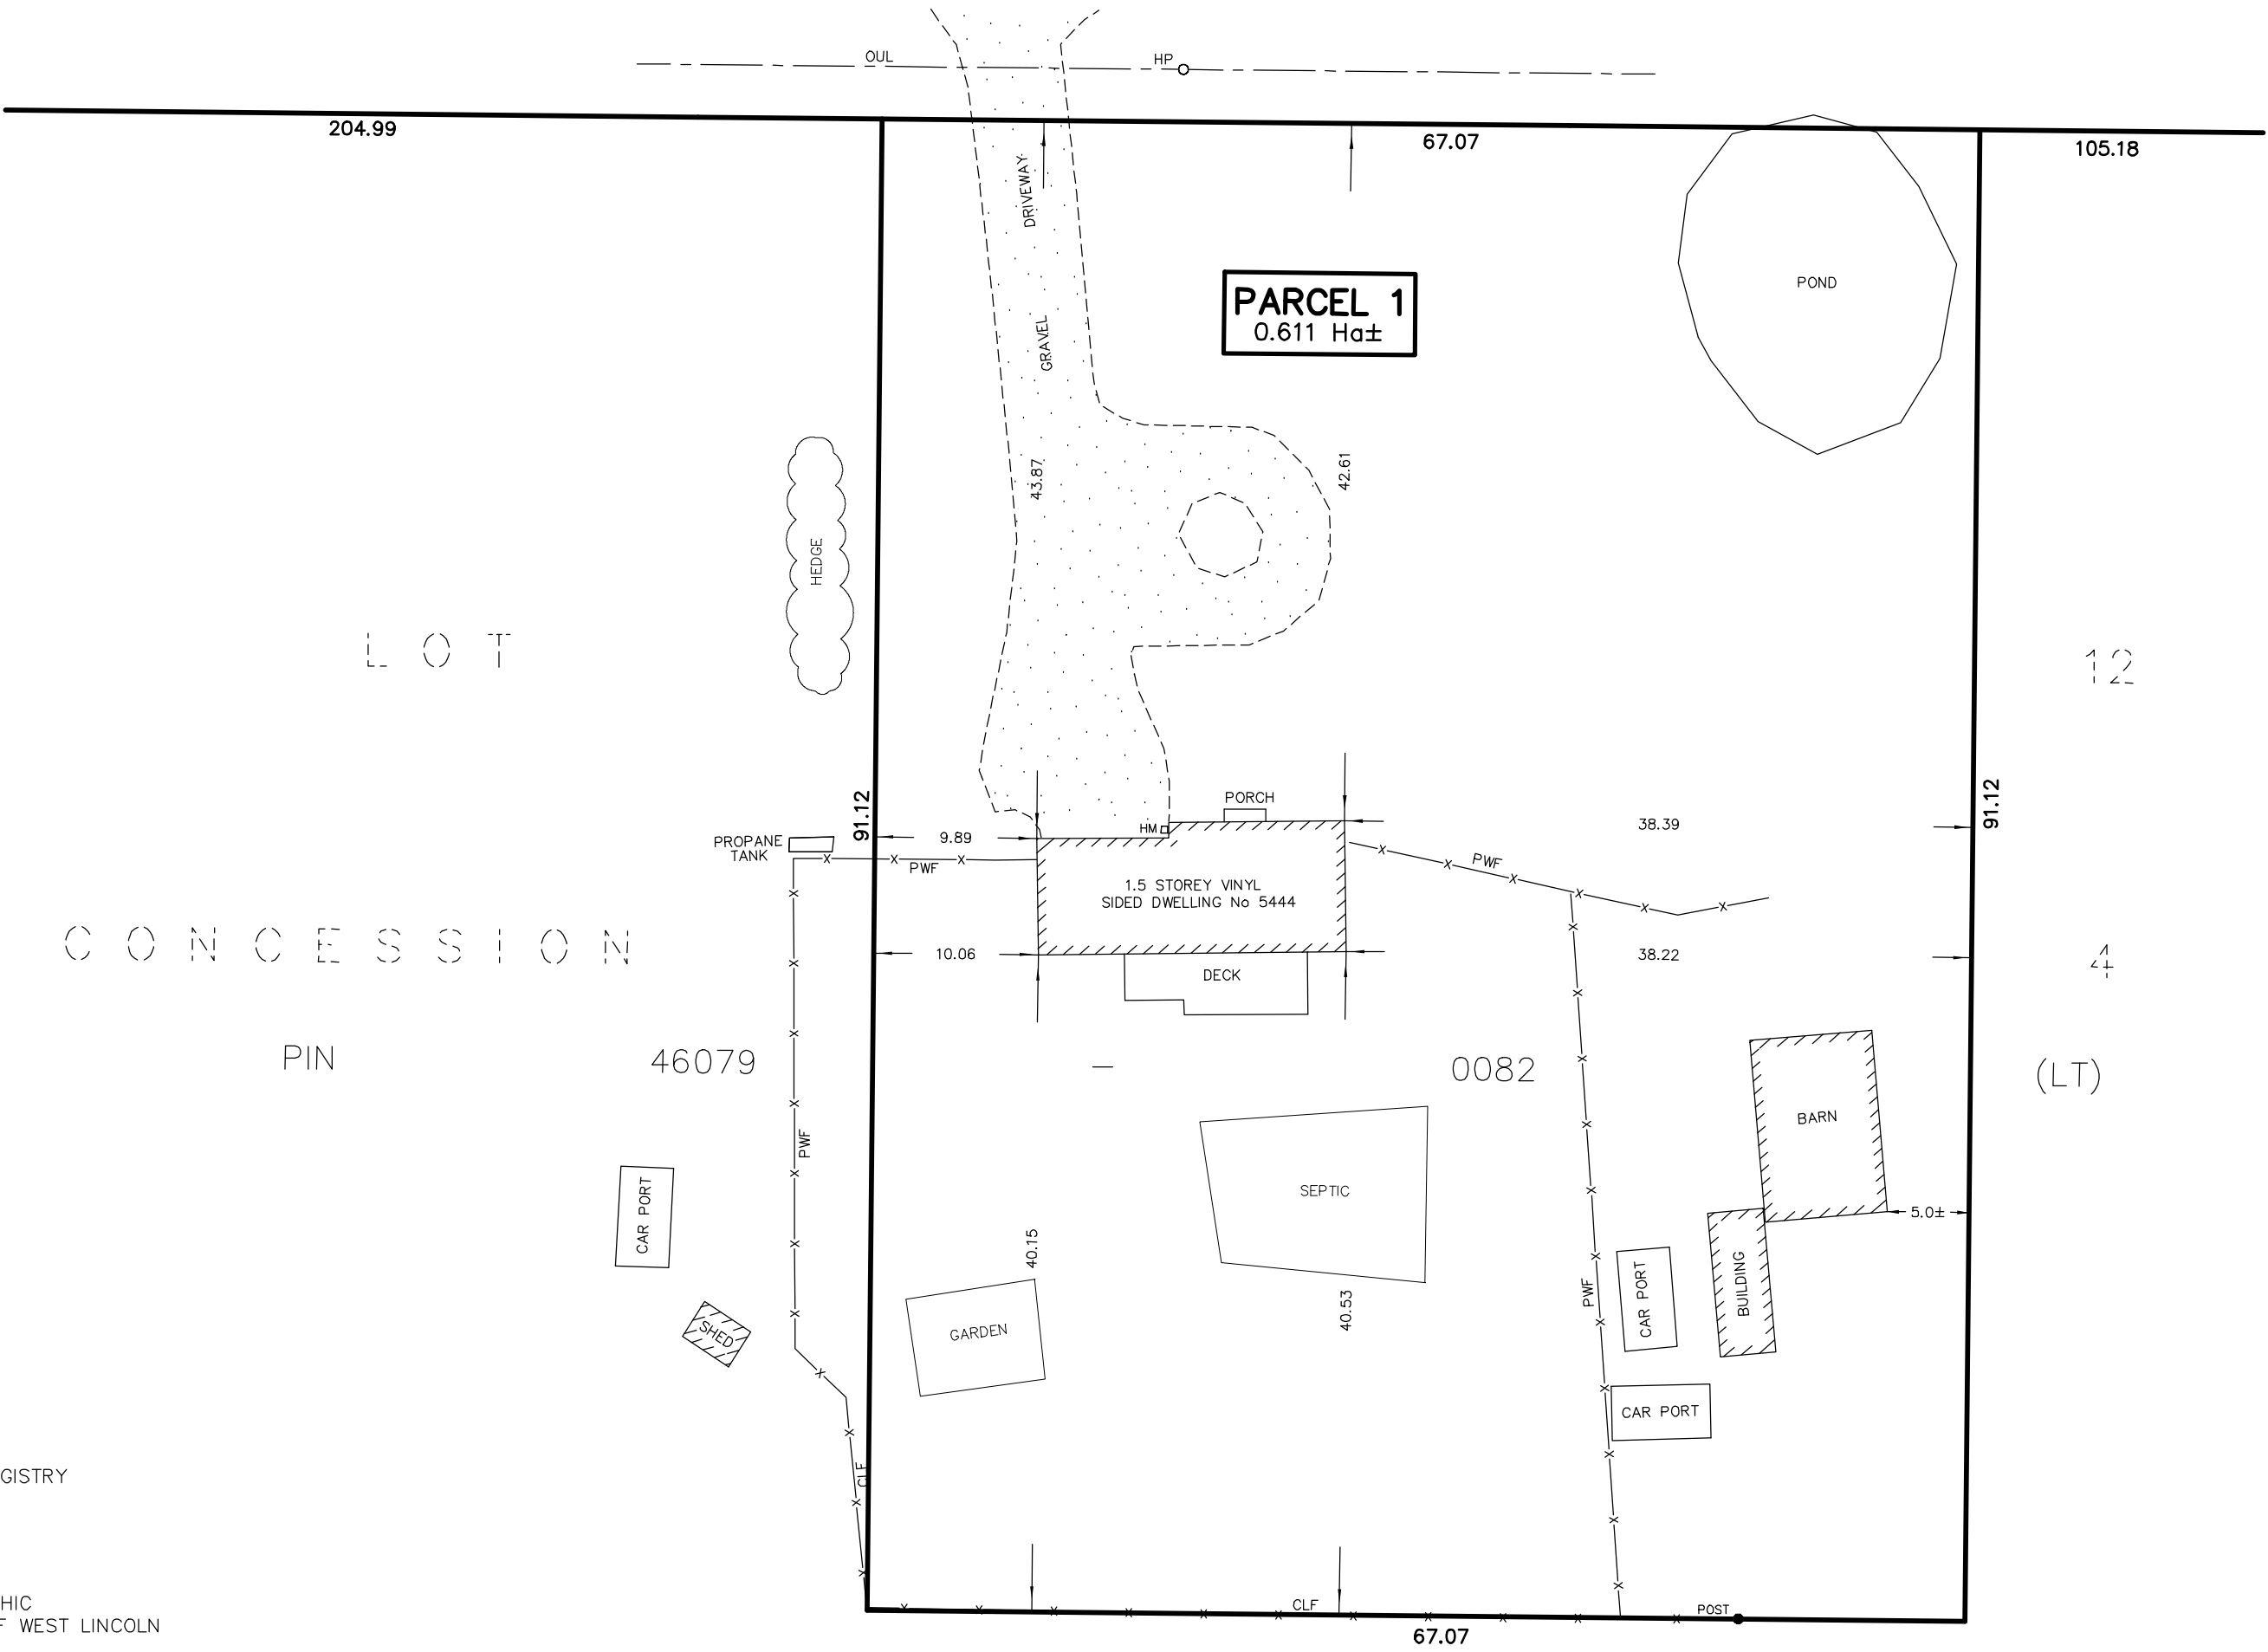 OUL
HP
204.99
67.07
105.18
DRIVEWAY
GRAVEL
PARCEL 1
0.611 Ha±
POND
43.87
42.61
HEDGE
LOT
12
91.12
91.12
PORCH
HM
38.39
9.89
PROPANE
TANK
PWF
PWF
1.5 STOREY VINYL
SIDED DWELLING No 5444
CONCESSION
4
10.06
38.22
DECK
PIN 46079 – 0082 (LT)
PWF
BARN
CAR PORT
SEPTIC
5.0±
40.15
40.53
PWF
CAR PORT
BUILDING
SHED
GARDEN
CAR PORT
CLF
GISTRY
HIC
F WEST LINCOLN
CLF
POST
67.07